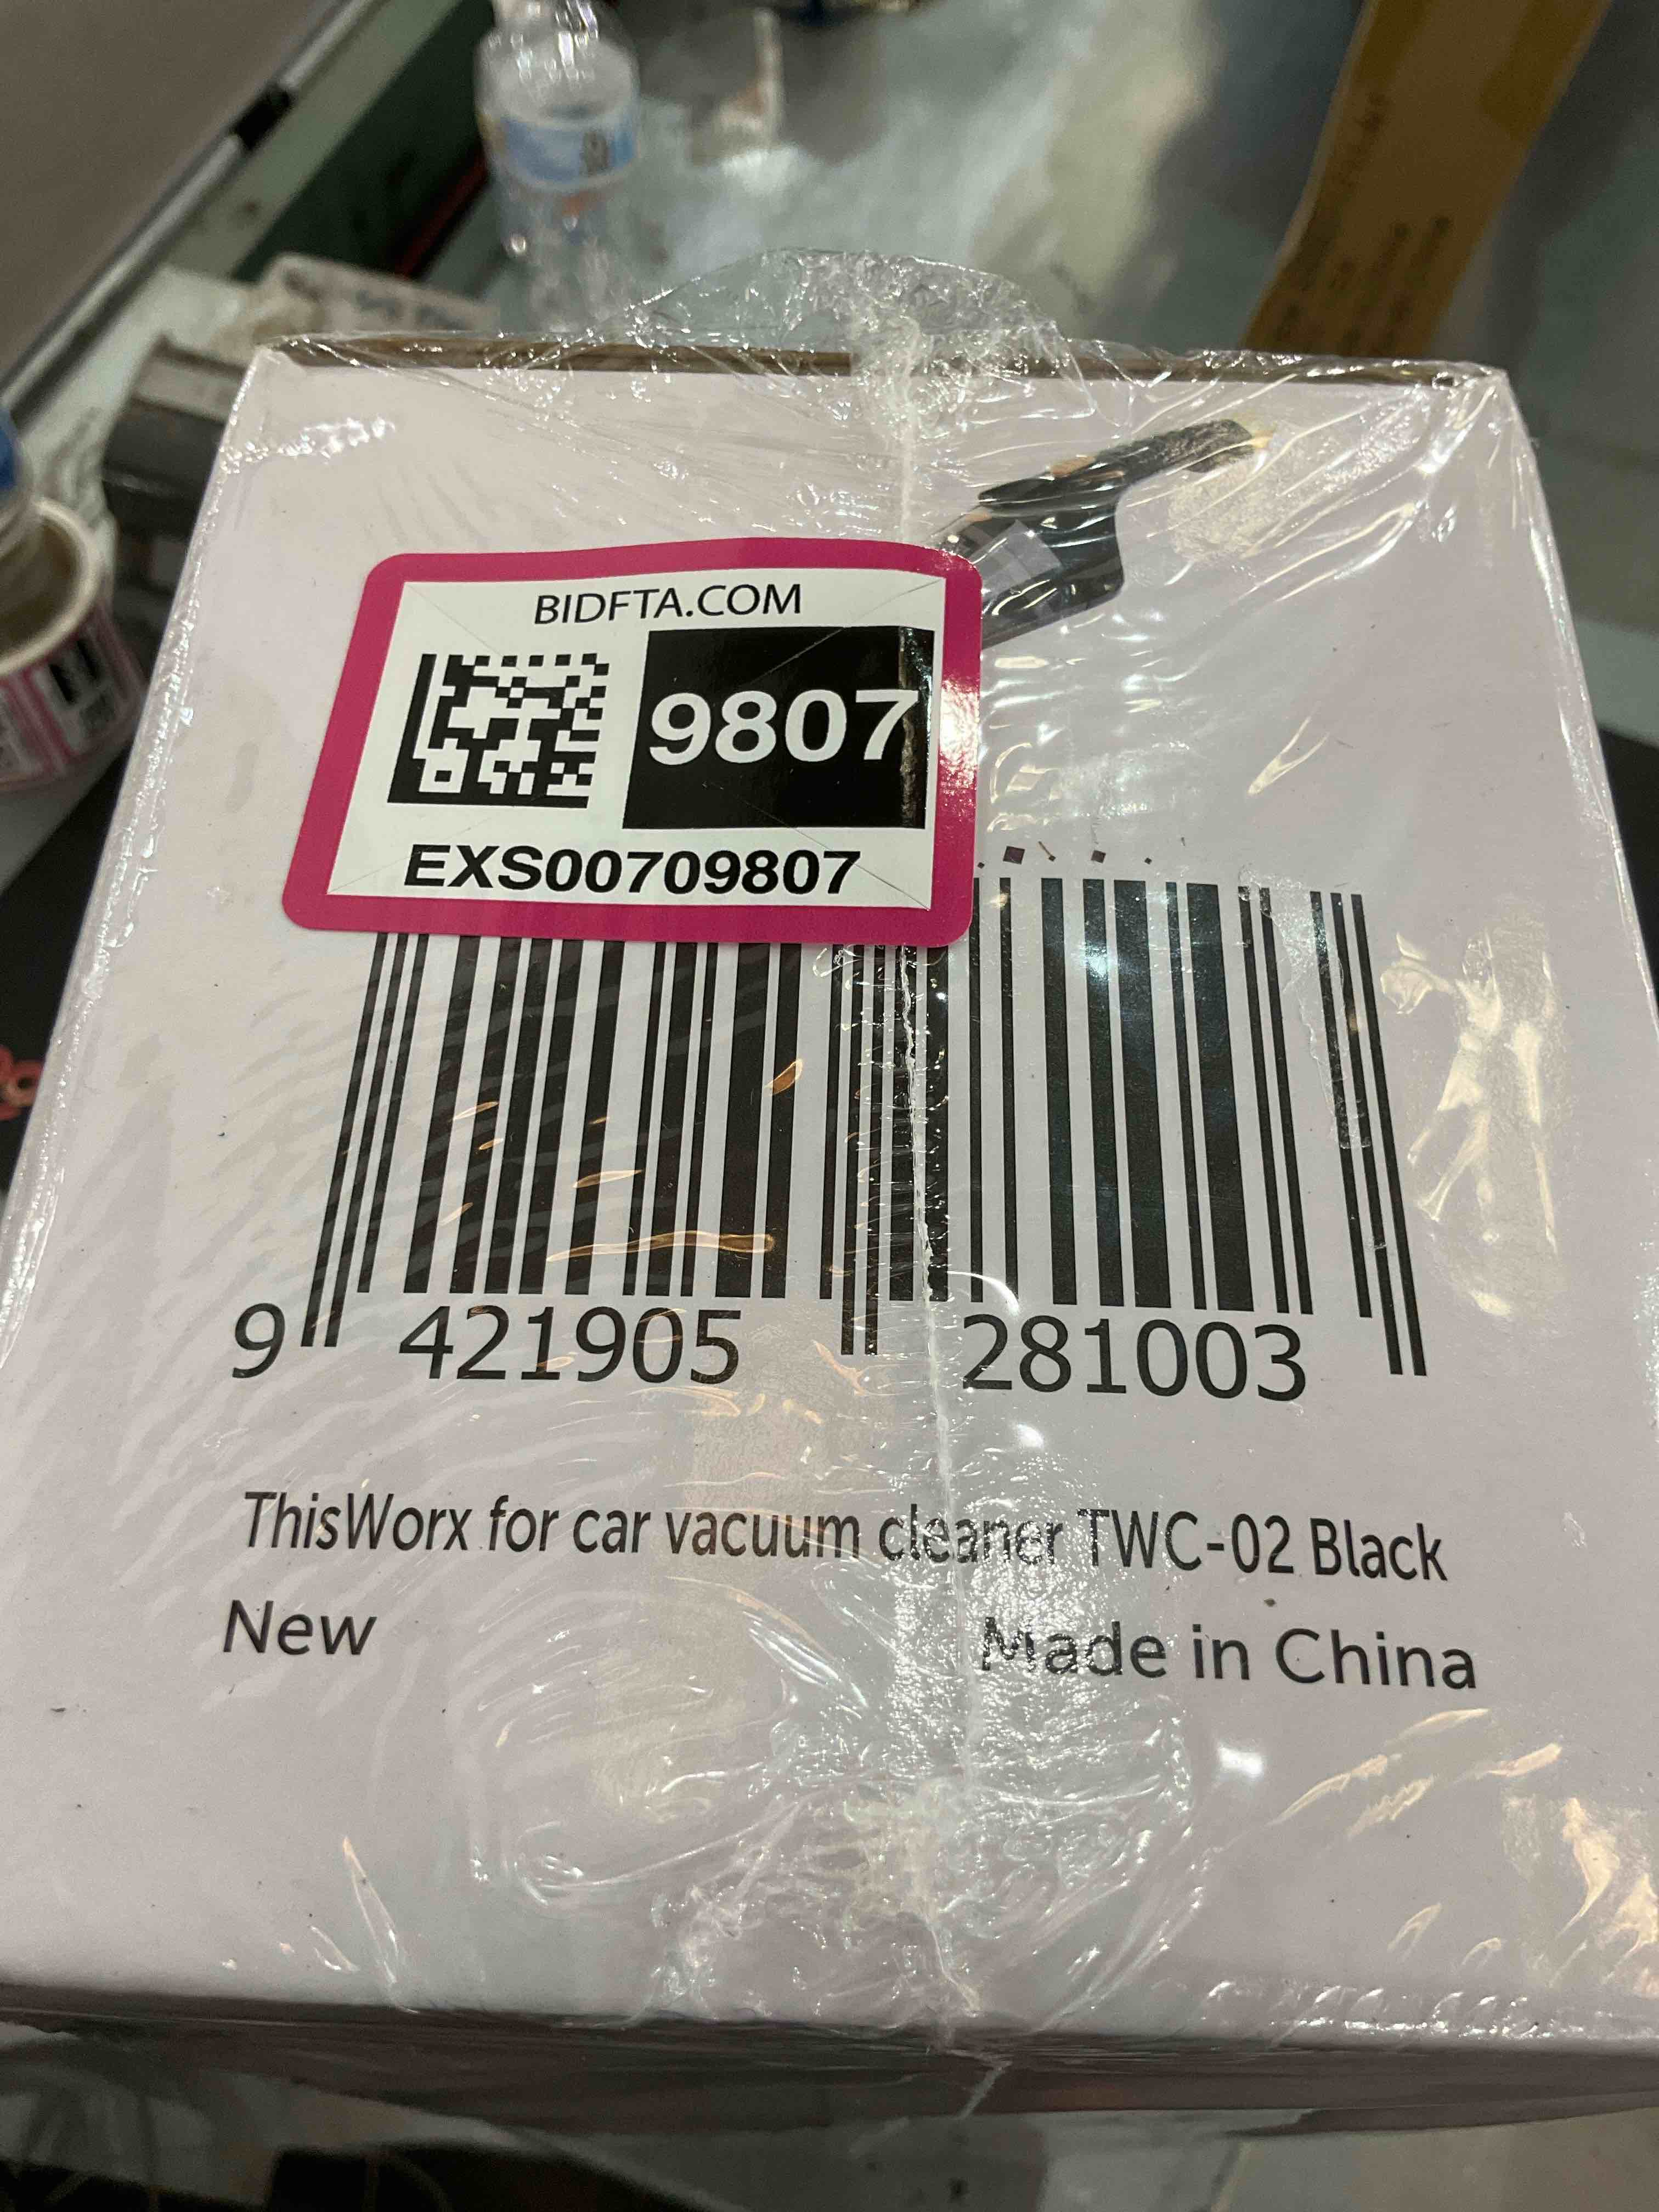 BIDFTA.COM
9807
EXS00709807
9 421905 281003
ThisWorx for car vacuum cleaner TWC-02 Black
New
Made in China